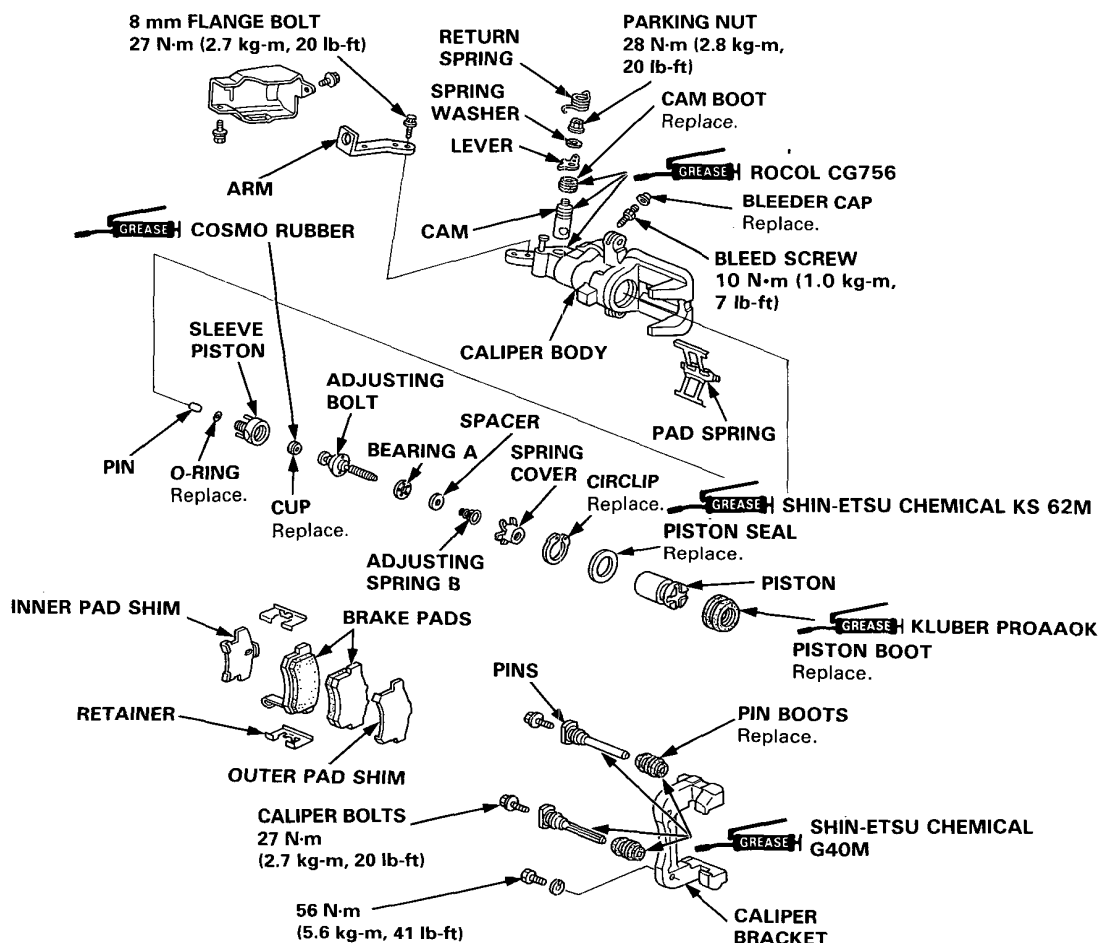 8 mm FLANGE BOLT
27 N·m (2.7 kg-m, 20 lb-ft)
RETURN
SPRING
PARKING NUT
28 N·m (2.8 kg-m,
20 lb-ft)
SPRING
WASHER
CAM BOOT
Replace.
LEVER
GREASE
ROCOL CG756
ARM
BLEEDER CAP
Replace.
GREASE
COSMO RUBBER
CAM
BLEED SCREW
10 N·m (1.0 kg-m,
7 lb-ft)
SLEEVE
PISTON
CALIPER BODY
ADJUSTING
BOLT
SPACER
PAD SPRING
BEARING A
SPRING
COVER
PIN
O-RING
Replace.
CIRCLIP
Replace.
GREASE
SHIN-ETSU CHEMICAL KS 62M
CUP
Replace.
PISTON SEAL
Replace.
ADJUSTING
SPRING B
PISTON
INNER PAD SHIM
BRAKE PADS
GREASE
KLUBER PROAAOK
PISTON BOOT
Replace.
PINS
RETAINER
PIN BOOTS
Replace.
OUTER PAD SHIM
CALIPER BOLTS
27 N·m
(2.7 kg-m, 20 lb-ft)
GREASE
SHIN-ETSU CHEMICAL
G40M
56 N·m
(5.6 kg-m, 41 lb-ft)
CALIPER
BRACKET